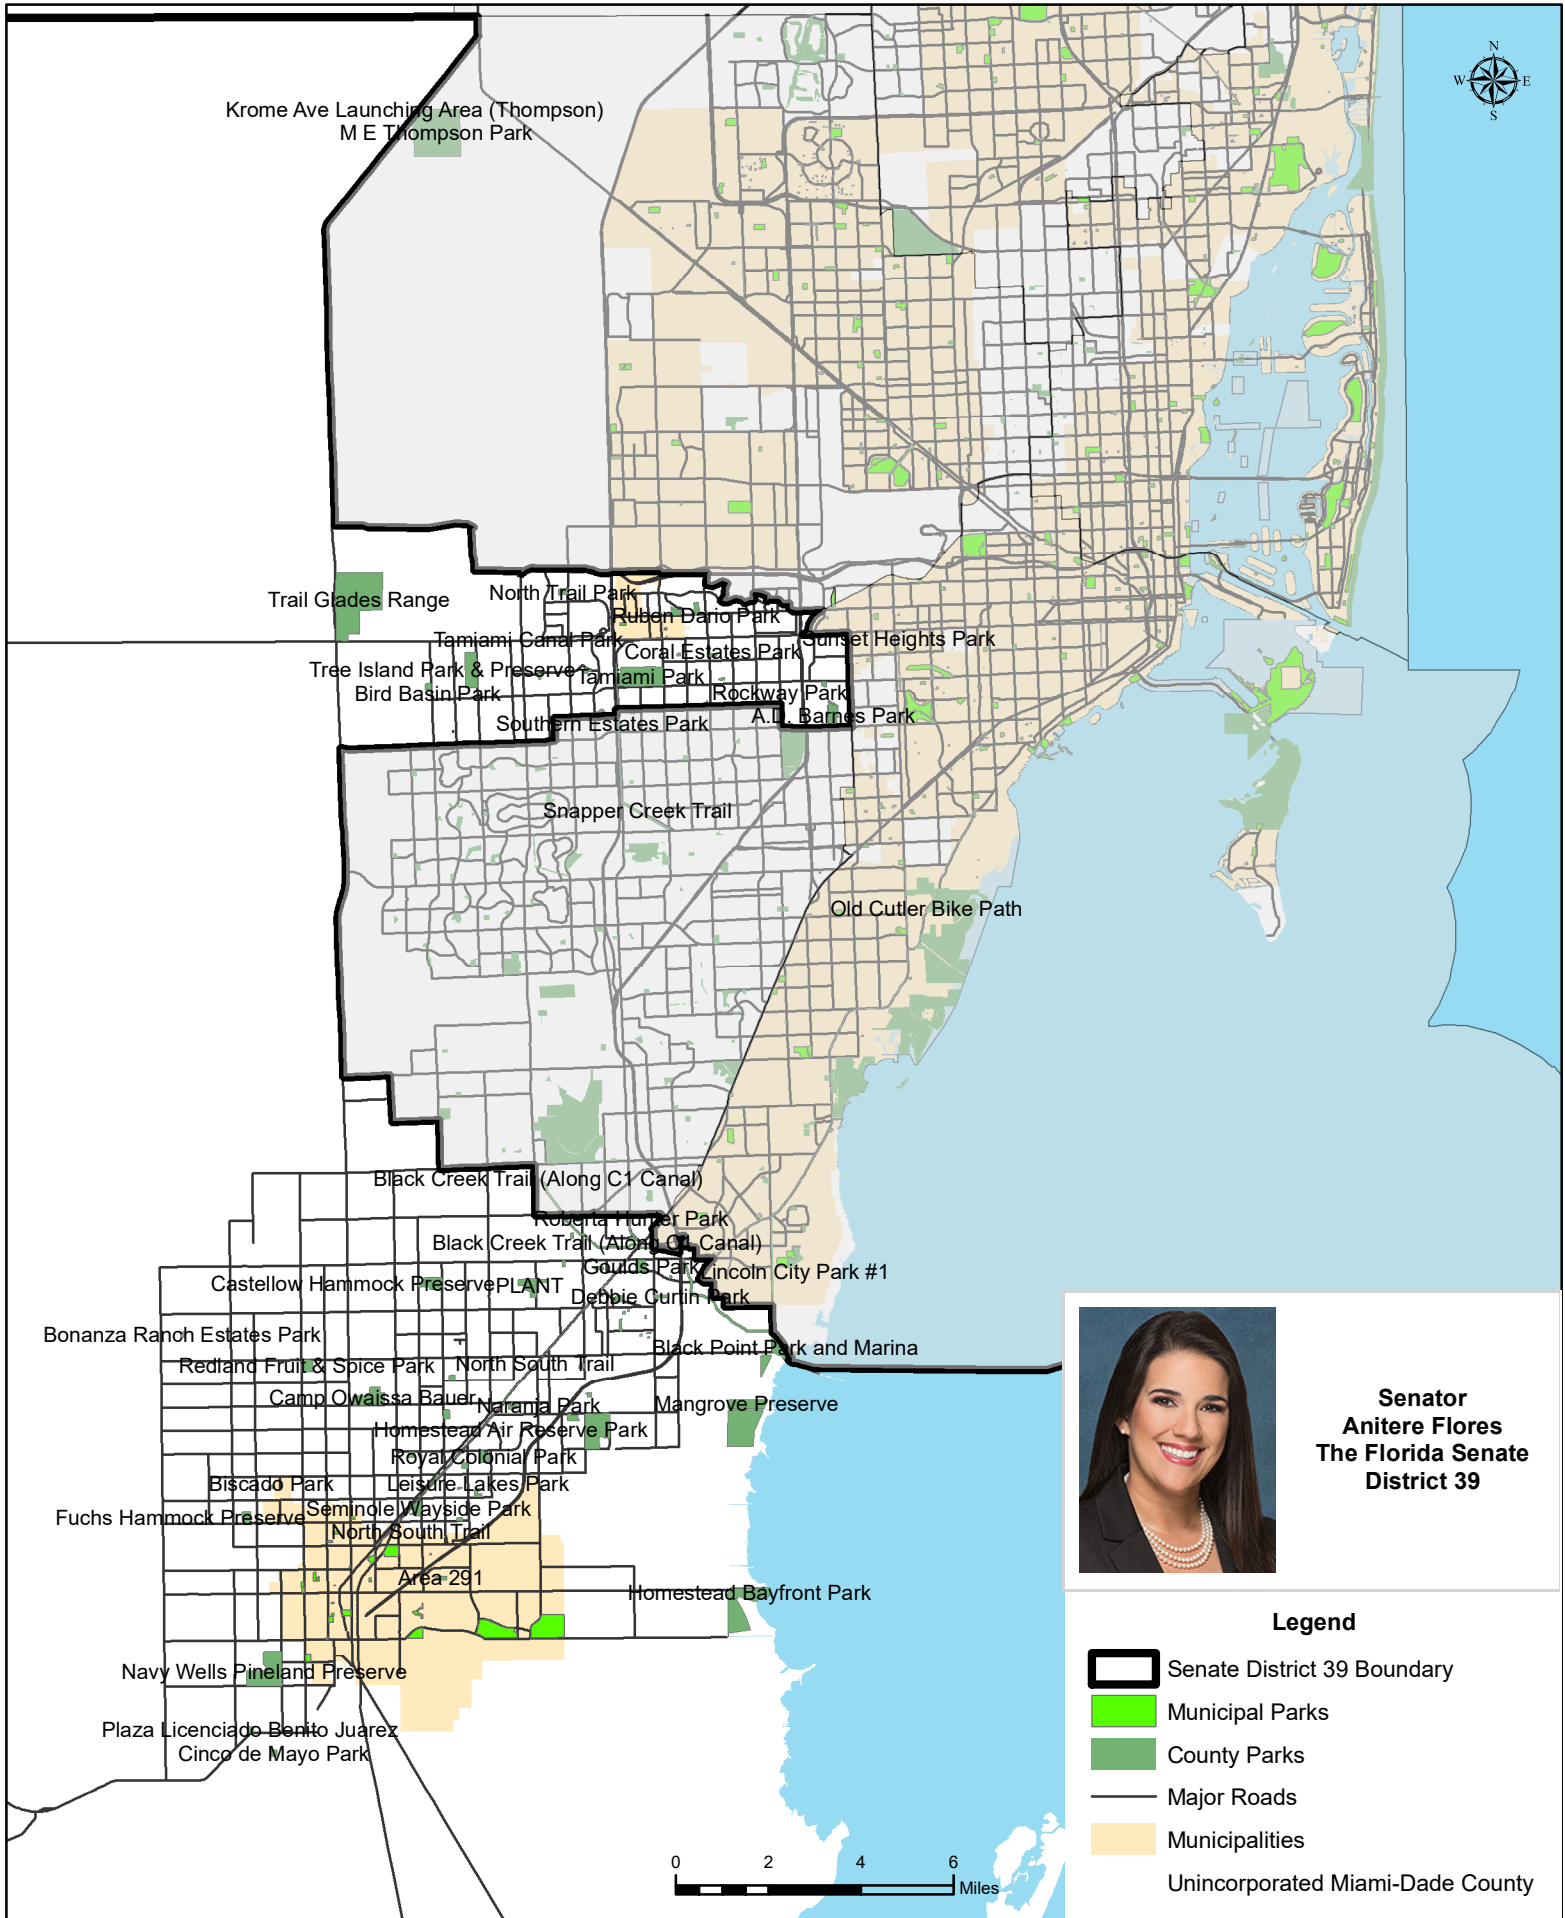 N
W E
S
Krome Ave Launching Area (Thompson)
M E Thompson Park
Trail Glades Range
North Trail Park
Ruben Dario Park
Tamiami Canal Park
Sunset Heights Park
Coral Estates Park
Tree Island Park & Preserve
Tamiami Park
Bird Basin Park
Rockway Park
A.D. Barnes Park
Southern Estates Park
Snapper Creek Trail
Old Cutler Bike Path
Black Creek Trail (Along C1 Canal)
Roberta Hunter Park
Black Creek Trail (Along C1 Canal)
Goulds Park
Lincoln City Park #1
Castellow Hammock Preserve
PLANT
Debbie Curtin Park
Bonanza Ranch Estates Park
Black Point Park and Marina
Redland Fruit & Spice Park
North South Trail
Camp Owaissa Bauer
Naranja Park
Mangrove Preserve
Homestead Air Reserve Park
Royal Colonial Park
Biscado Park
Leisure Lakes Park
Seminole Wayside Park
Fuchs Hammock Preserve
North South Trail
Area 291
Homestead Bayfront Park
Navy Wells Pineland Preserve
Plaza Licenciado Benito Juarez
Cinco de Mayo Park
Senator
Anitere Flores
The Florida Senate
District 39
Legend
Senate District 39 Boundary
Municipal Parks
County Parks
Major Roads
Municipalities
Unincorporated Miami-Dade County
0 2 4 6
Miles